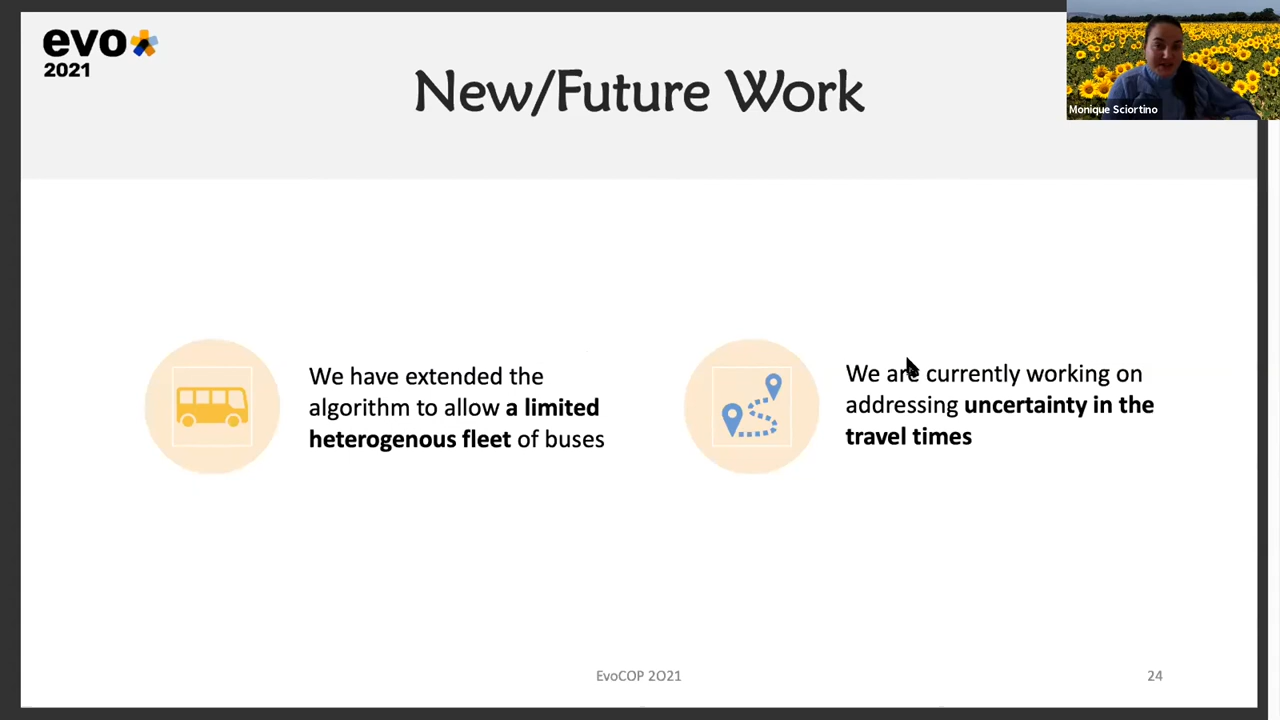 evo*
2021
New/Future Work
Monique Sciortino
We have extended the
algorithm to allow a limited
heterogenous fleet of buses
We are currently working on
addressing uncertainty in the
travel times
EvoCOP 2021
24